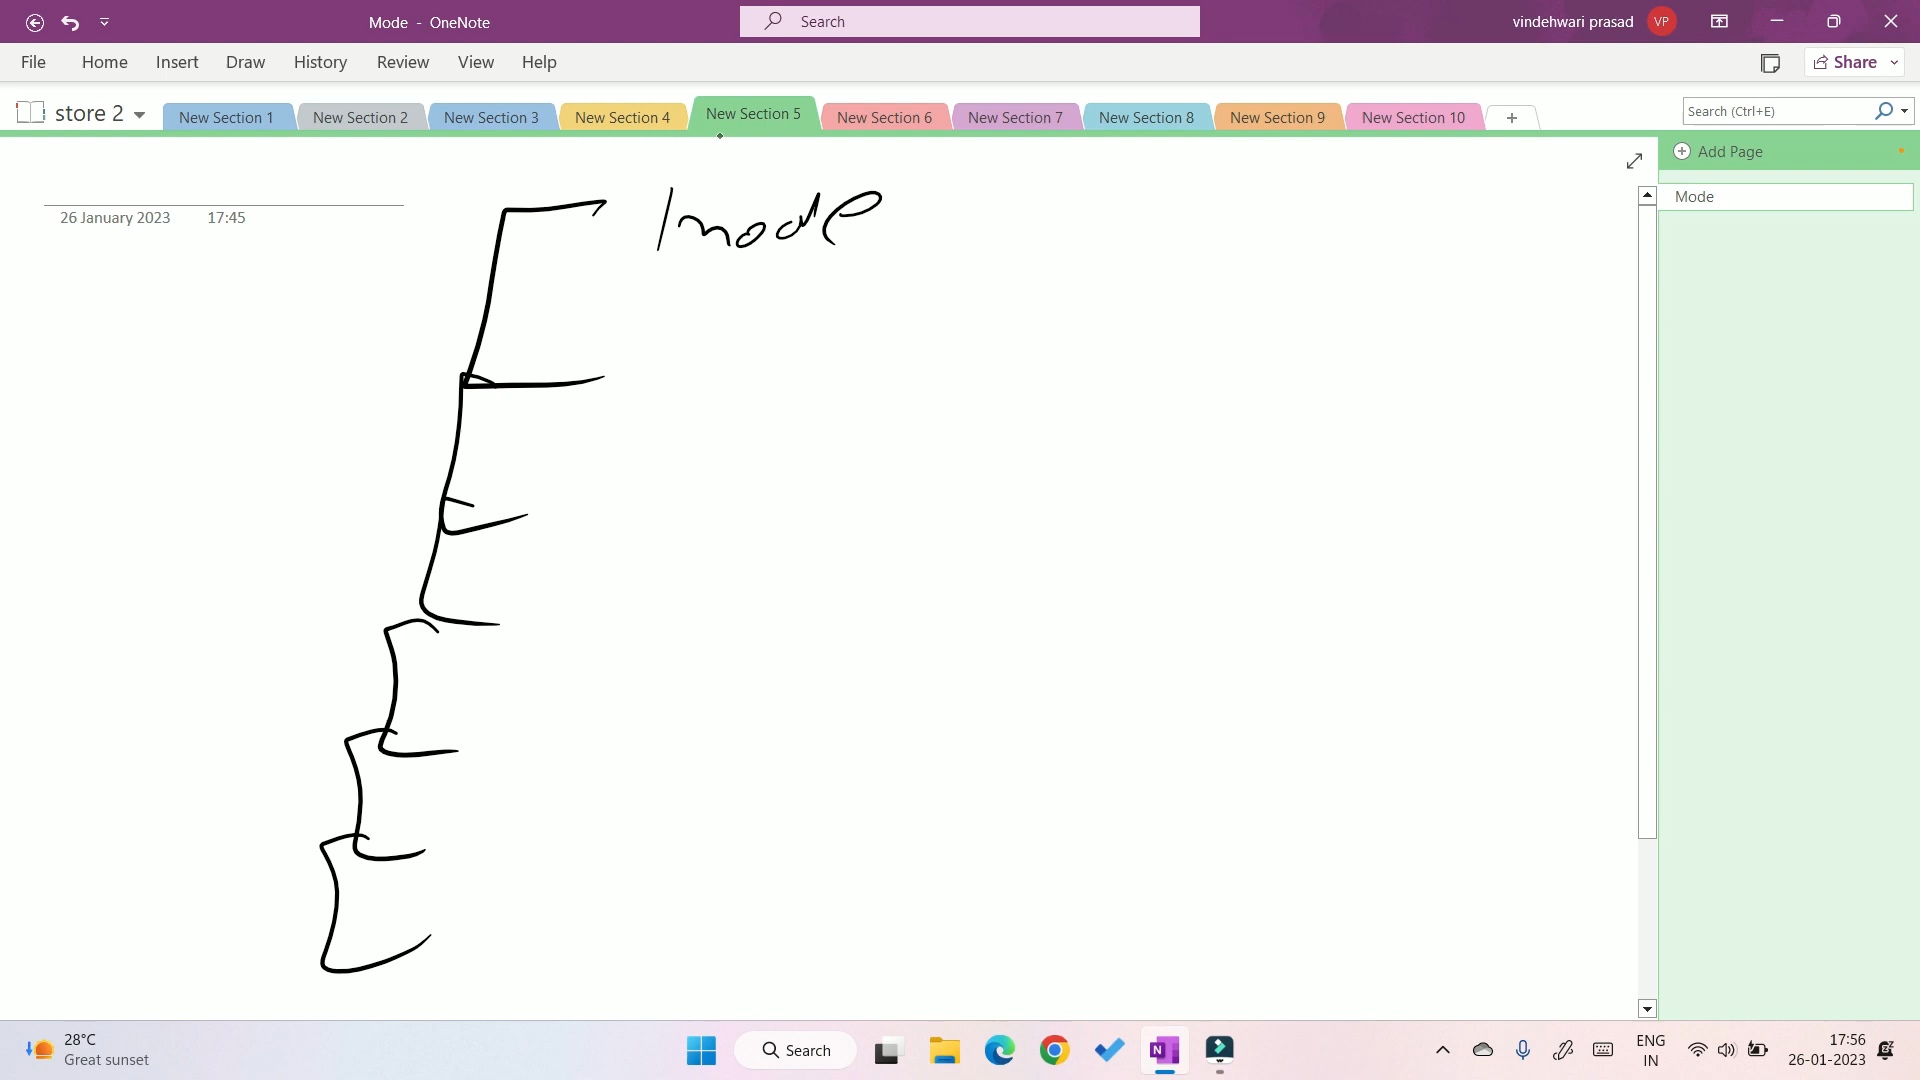 Mode - OneNote
Search
vindehwari prasad
VP
File Home Insert Draw History Review View Help
Share
store 2
New Section 1
New Section 2
New Section 3
New Section 4
New Section 5
New Section 6
New Section 7
New Section 8
New Section 9
New Section 10
Search (Ctrl+E)
Add Page
Mode
26 January 2023 17:45
mode
28°C
Great sunset
Search
N
ENG
IN
17:56
26-01-2023